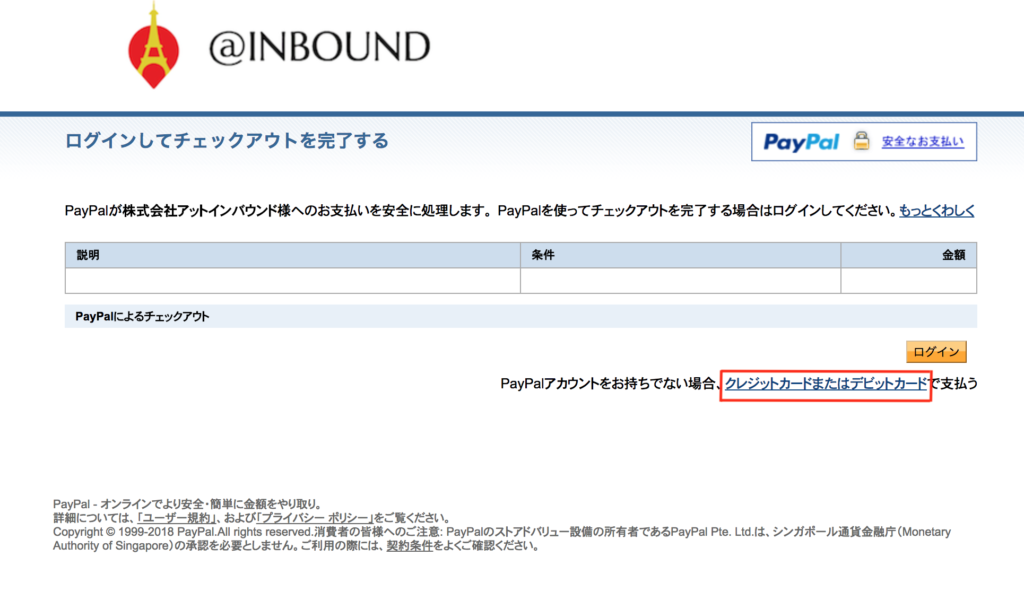 @INBOUND
ログインしてチェックアウトを完了する
PayPal 安全なお支払い
PayPalが株式会社アットインバウンド様へのお支払いを安全に処理します。 PayPalを使ってチェックアウトを完了する場合はログインしてください。もっとくわしく
説明 条件 金額
PayPalによるチェックアウト
ログイン
PayPalアカウントをお持ちでない場合、クレジットカードまたはデビットカードで支払う
PayPal - オンラインでより安全・簡単に金額をやり取り。
詳細については、「ユーザー規約」、および「プライバシー ポリシー」をご覧ください。
Copyright © 1999-2018 PayPal.All rights reserved.消費者の皆様へのご注意: PayPalのストアドバリュー設備の所有者であるPayPal Pte. Ltd.は、シンガポール通貨金融庁（Monetary
Authority of Singapore）の承認を必要としません。ご利用の際には、契約条件をよくご確認ください。